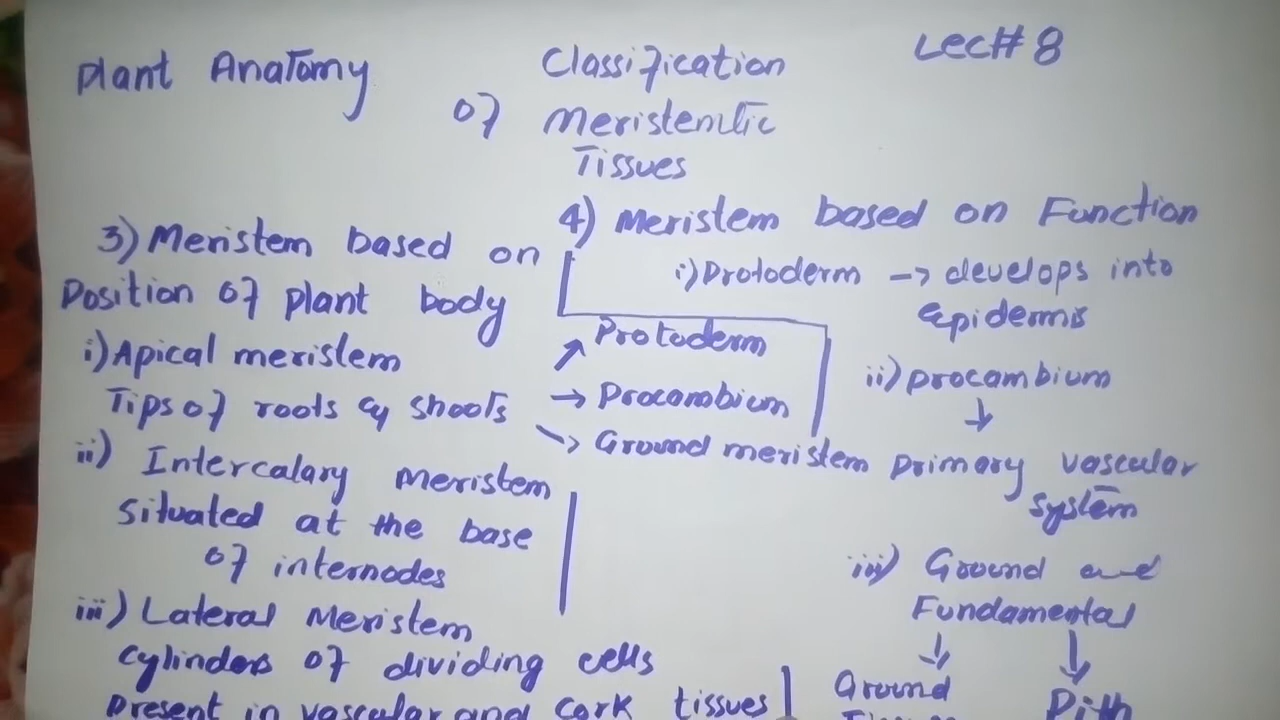 Plant Anatomy
Classification
Lec# 8
of Meristemtic
Tissues
3) Meristem based on
Position of plant body
i) Apical meristem
Tips of roots & shoots
→ Protoderm
→ Procambium
→ Ground meristem
ii) Intercalary meristem
situated at the base
of internodes
iii) Lateral Meristem
cylinders of dividing cells
Present in vascular and cork tissues
4) Meristem based on Function
i) Protoderm → develops into
Epidermis
ii) procambium
↓
primary vascular
system
iii) Ground and
Fundamental
↓ ↓
Ground
Pith